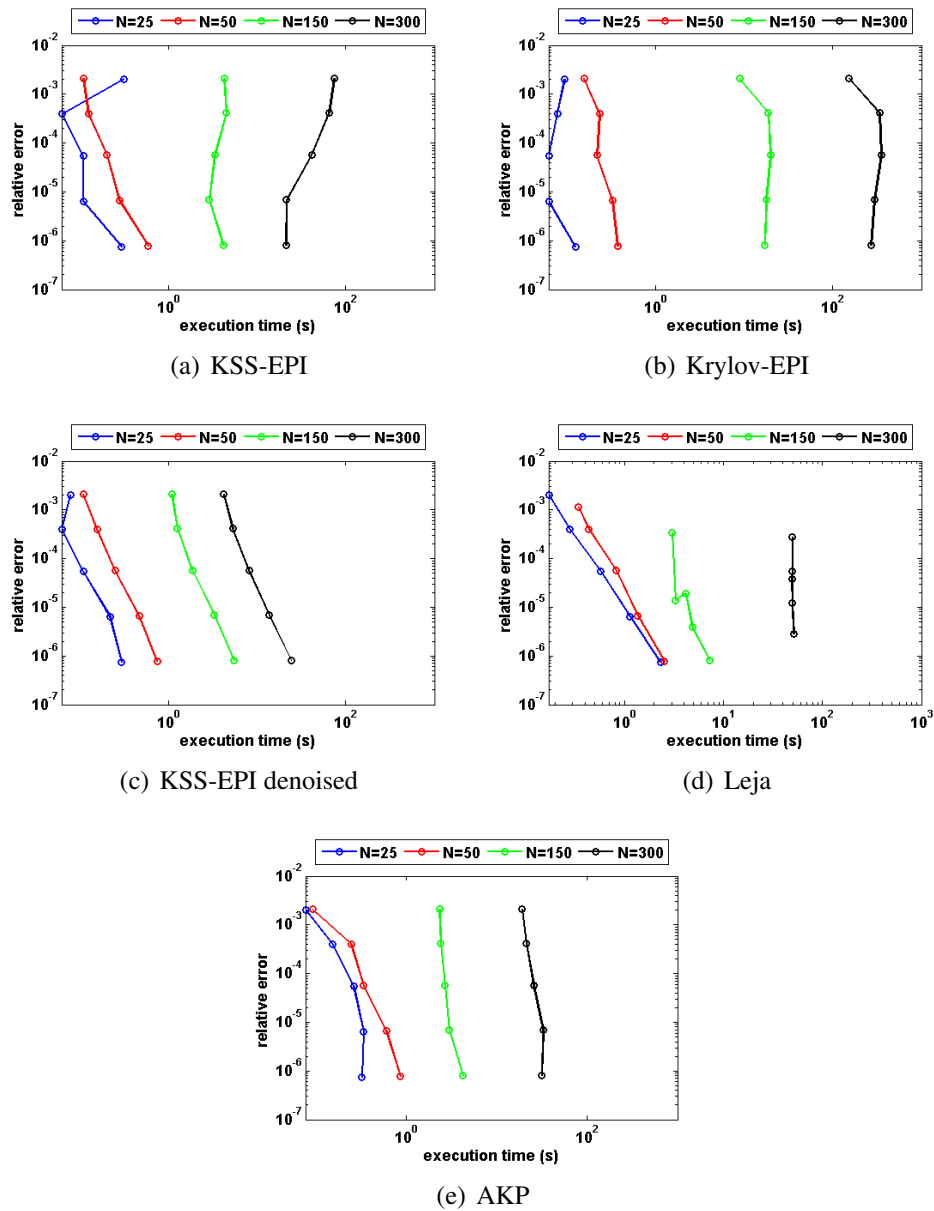 N=25 N=50 N=150 N=300
N=25 N=50 N=150 N=300
10^-2
10^-3
10^-4
10^-5
10^-6
10^-7
relative error
10^0 10^2
execution time (s)
(a) KSS-EPI
10^-2
10^-3
10^-4
10^-5
10^-6
10^-7
relative error
10^0 10^2
execution time (s)
(b) Krylov-EPI
N=25 N=50 N=150 N=300
N=25 N=50 N=150 N=300
10^-2
10^-3
10^-4
10^-5
10^-6
10^-7
relative error
10^0 10^2
execution time (s)
(c) KSS-EPI denoised
10^-2
10^-3
10^-4
10^-5
10^-6
10^-7
relative error
10^0 10^1 10^2 10^3
execution time (s)
(d) Leja
N=25 N=50 N=150 N=300
10^-2
10^-3
10^-4
10^-5
10^-6
10^-7
relative error
10^0 10^2
execution time (s)
(e) AKP